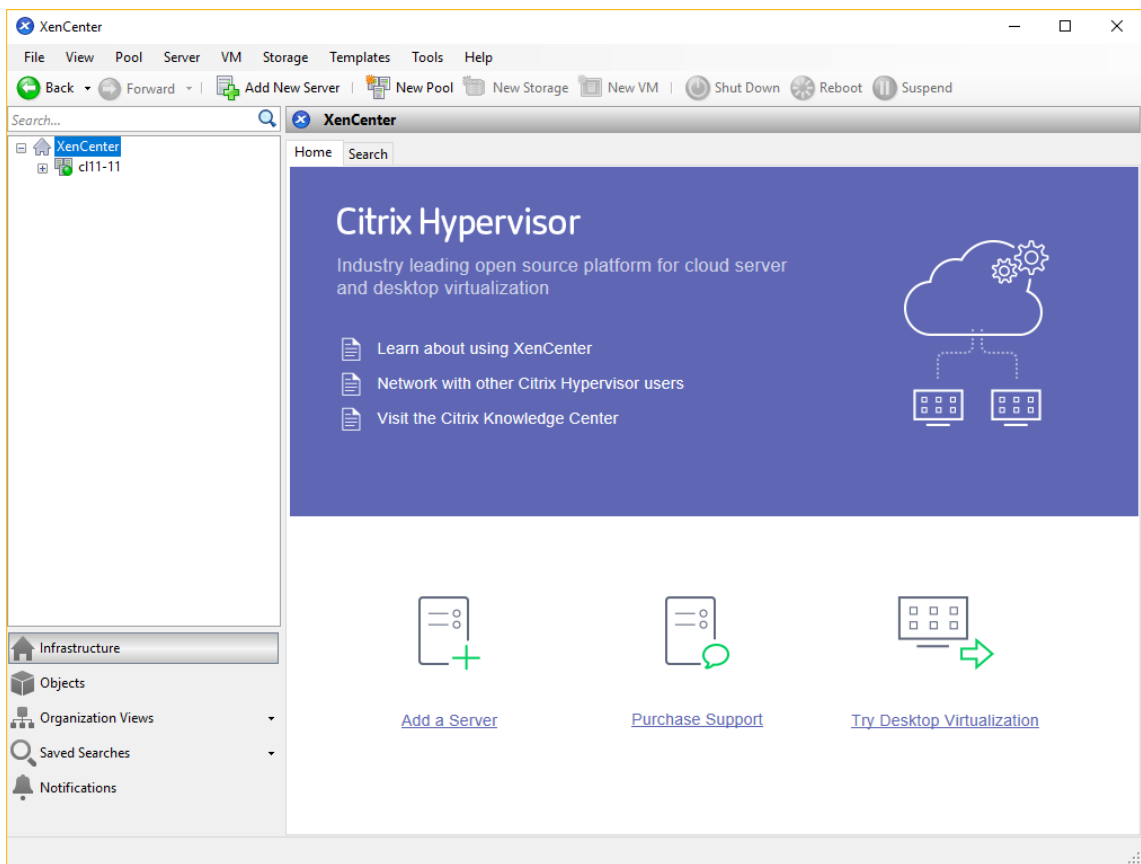 XenCenter
File View Pool Server VM Storage Templates Tools Help
Back Forward Add New Server New Pool New Storage New VM Shut Down Reboot Suspend
Search...
XenCenter
cl11-11
Infrastructure
Objects
Organization Views
Saved Searches
Notifications
XenCenter
Home Search
Citrix Hypervisor
Industry leading open source platform for cloud server
and desktop virtualization
Learn about using XenCenter
Network with other Citrix Hypervisor users
Visit the Citrix Knowledge Center
Add a Server Purchase Support Try Desktop Virtualization